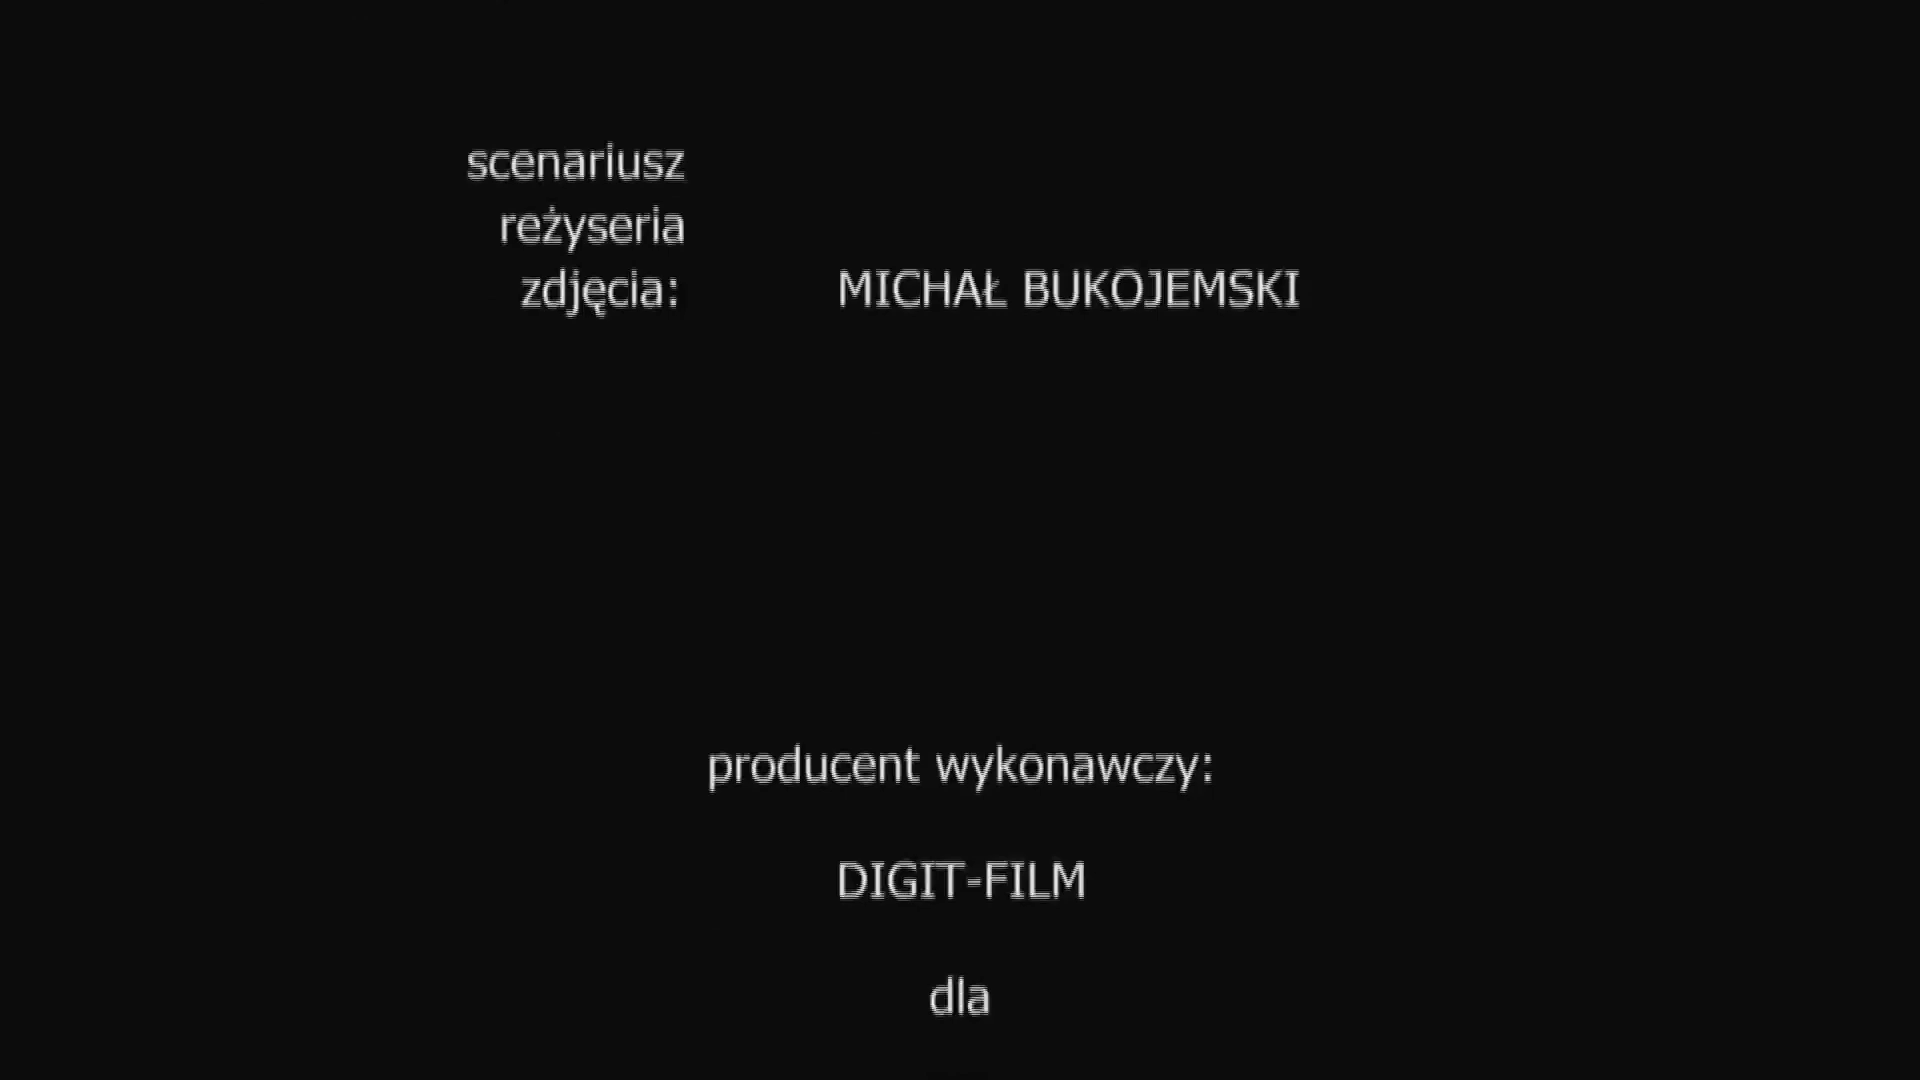 scenariusz
reżyseria
zdjęcia: MICHAŁ BUKOJEMSKI
producent wykonawczy:
DIGIT-FILM
dla